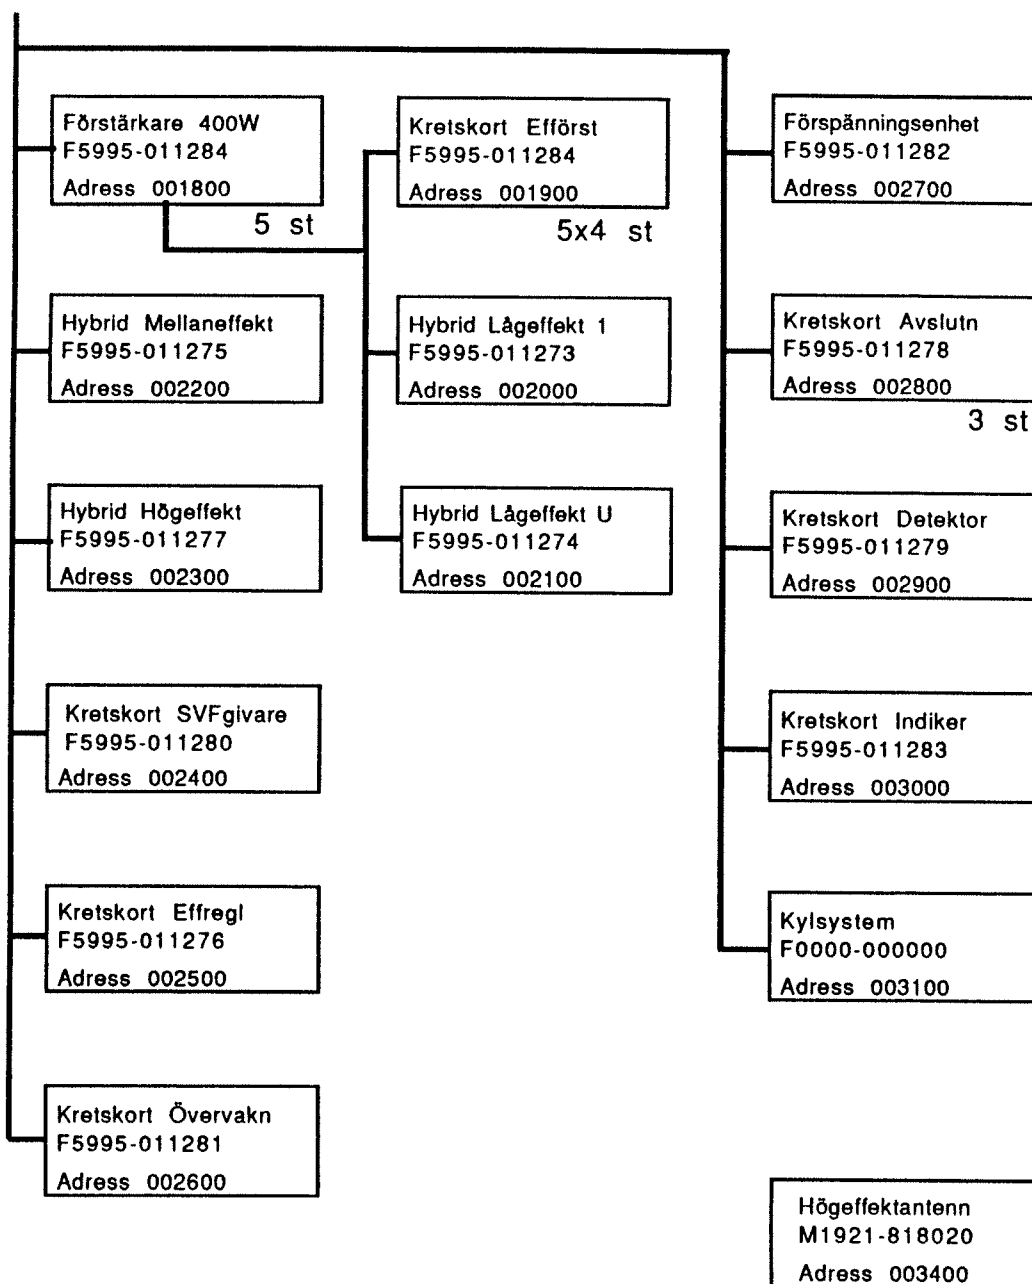 Förstärkare 400W
F5995-011284
Adress 001800
5 st
Hybrid Mellaneffekt
F5995-011275
Adress 002200
Hybrid Högeffekt
F5995-011277
Adress 002300
Kretskort SVFgivare
F5995-011280
Adress 002400
Kretskort Effregl
F5995-011276
Adress 002500
Kretskort Övervakn
F5995-011281
Adress 002600
Kretskort Efförst
F5995-011284
Adress 001900
5x4 st
Hybrid Lågeffekt 1
F5995-011273
Adress 002000
Hybrid Lågeffekt U
F5995-011274
Adress 002100
Förspänningsenhet
F5995-011282
Adress 002700
Kretskort Avslutn
F5995-011278
Adress 002800
3 st
Kretskort Detektor
F5995-011279
Adress 002900
Kretskort Indiker
F5995-011283
Adress 003000
Kylsystem
F0000-000000
Adress 003100
Högeffektantenn
M1921-818020
Adress 003400